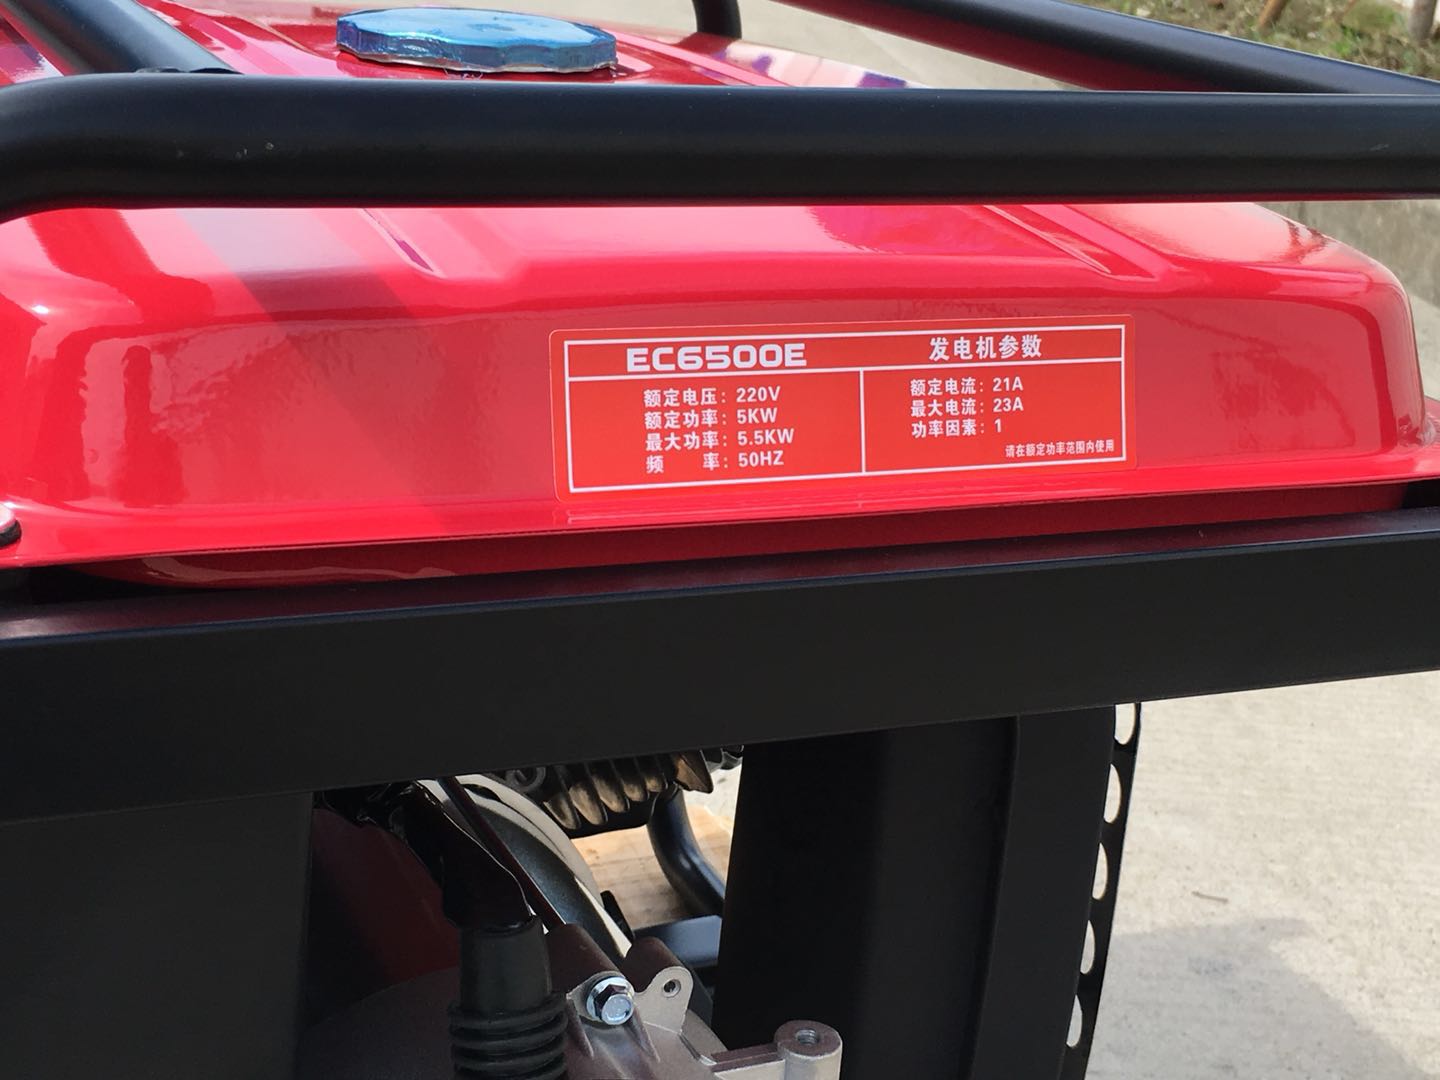 EC6500E 发电机参数
额定电压：220V
额定功率：5KW
最大功率：5.5KW
频 率：50HZ
额定电流：21A
最大电流：23A
功率因素：1
请在额定功率范围内使用